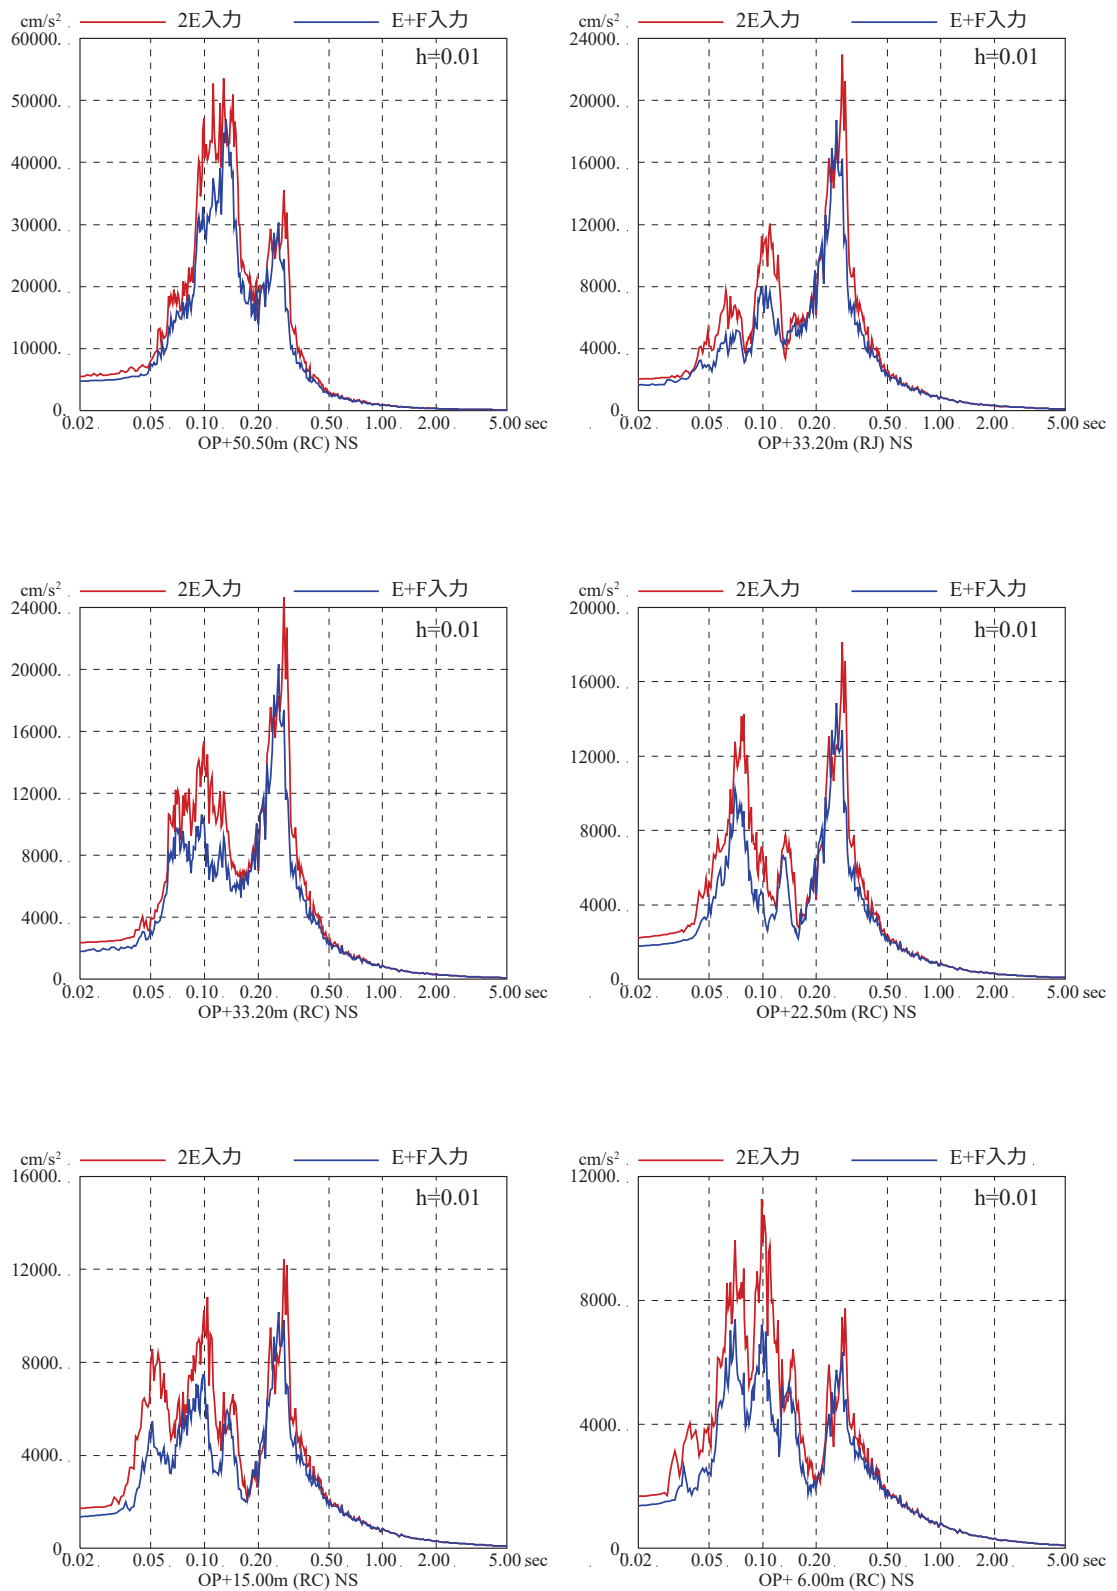 cm/s² 2E入力 E+F入力
h=0.01
60000.
50000.
40000.
30000.
20000.
10000.
0.
0.02 0.05 0.10 0.20 0.50 1.00 2.00 5.00 sec
OP+50.50m (RC) NS
cm/s² 2E入力 E+F入力
h=0.01
24000.
20000.
16000.
12000.
8000.
4000.
0.
0.02 0.05 0.10 0.20 0.50 1.00 2.00 5.00 sec
OP+33.20m (RJ) NS
cm/s² 2E入力 E+F入力
h=0.01
24000.
20000.
16000.
12000.
8000.
4000.
0.
0.02 0.05 0.10 0.20 0.50 1.00 2.00 5.00 sec
OP+33.20m (RC) NS
cm/s² 2E入力 E+F入力
h=0.01
20000.
16000.
12000.
8000.
4000.
0.
0.02 0.05 0.10 0.20 0.50 1.00 2.00 5.00 sec
OP+22.50m (RC) NS
cm/s² 2E入力 E+F入力
h=0.01
16000.
12000.
8000.
4000.
0.
0.02 0.05 0.10 0.20 0.50 1.00 2.00 5.00 sec
OP+15.00m (RC) NS
cm/s² 2E入力 E+F入力
h=0.01
12000.
8000.
4000.
0.
0.02 0.05 0.10 0.20 0.50 1.00 2.00 5.00 sec
OP+ 6.00m (RC) NS